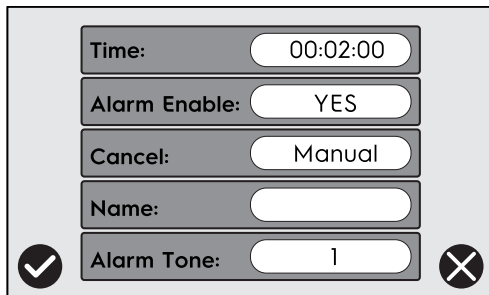 Time: 00:02:00
Alarm Enable: YES
Cancel: Manual
Name:
Alarm Tone: 1